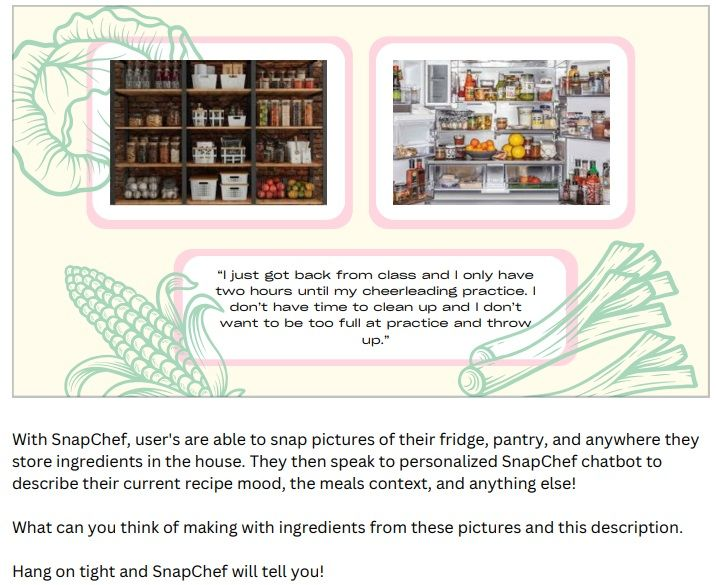 “I just got back from class and I only have
two hours until my cheerleading practice. I
don’t have time to clean up and I don’t
want to be too full at practice and throw
up.”
With SnapChef, user's are able to snap pictures of their fridge, pantry, and anywhere they
store ingredients in the house. They then speak to personalized SnapChef chatbot to
describe their current recipe mood, the meals context, and anything else!
What can you think of making with ingredients from these pictures and this description.
Hang on tight and SnapChef will tell you!